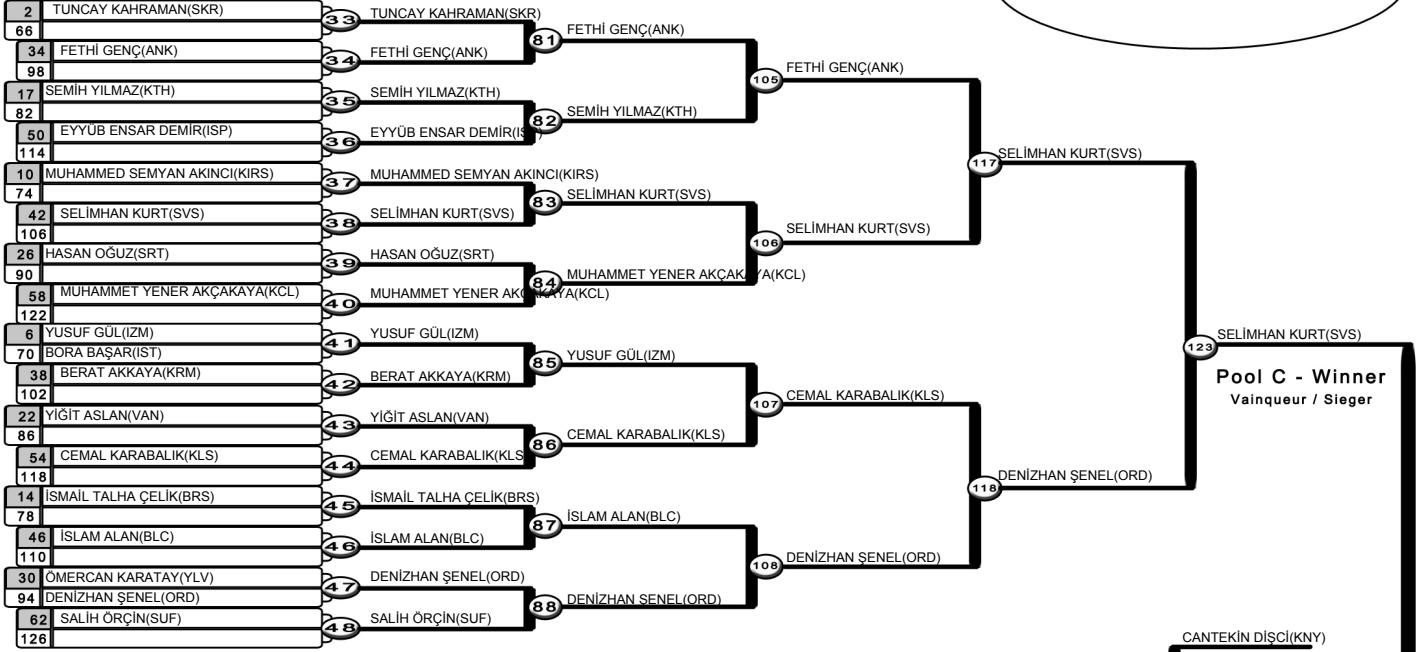 2 TUNCAY KAHRAMAN(SKR)
66
34 FETHİ GENÇ(ANK)
98
17 SEMİH YILMAZ(KTH)
82
50 EYYÜB ENSAR DEMİR(ISP)
114
10 MUHAMMED SEMYAN AKINCI(KIRS)
74
42 SELİMHAN KURT(SVS)
106
26 HASAN OĞUZ(SRT)
90
58 MUHAMMET YENER AKÇAKAYA(KCL)
122
6 YUSUF GÜL(IZM)
70 BORA BAŞAR(IST)
38 BERAT AKKAYA(KRM)
102
22 YİĞİT ASLAN(VAN)
86
54 CEMAL KARABALIK(KLS)
118
14 İSMAİL TALHA ÇELİK(BRS)
78
46 İSLAM ALAN(BLC)
110
30 ÖMERCAN KARATAY(YLV)
94 DENİZHAN ŞENEL(ORD)
62 SALİH ÖRÇİN(SUF)
126
33 TUNCAY KAHRAMAN(SKR)
34 FETHİ GENÇ(ANK)
35 SEMİH YILMAZ(KTH)
36 EYYÜB ENSAR DEMİR(ISP)
37 MUHAMMED SEMYAN AKINCI(KIRS)
38 SELİMHAN KURT(SVS)
39 HASAN OĞUZ(SRT)
40 MUHAMMET YENER AKÇAKAYA(KCL)
41 YUSUF GÜL(IZM)
42 BERAT AKKAYA(KRM)
43 YİĞİT ASLAN(VAN)
44 CEMAL KARABALIK(KLS
45 İSMAİL TALHA ÇELİK(BRS)
46 İSLAM ALAN(BLC)
47 DENİZHAN ŞENEL(ORD)
48 SALİH ÖRÇİN(SUF)
81 FETHİ GENÇ(ANK)
82 SEMİH YILMAZ(KTH)
83 SELİMHAN KURT(SVS)
84 MUHAMMET YENER AKÇAKAYA(KCL)
85 YUSUF GÜL(IZM)
86 CEMAL KARABALIK(KLS)
87 İSLAM ALAN(BLC)
88 DENİZHAN ŞENEL(ORD)
105 FETHİ GENÇ(ANK)
106 SELİMHAN KURT(SVS)
107 CEMAL KARABALIK(KLS)
108 DENİZHAN ŞENEL(ORD)
117 SELİMHAN KURT(SVS)
118 DENİZHAN ŞENEL(ORD)
123 SELİMHAN KURT(SVS)
Pool C - Winner
Vainqueur / Sieger
CANTEKİN DİŞCİ(KNY)